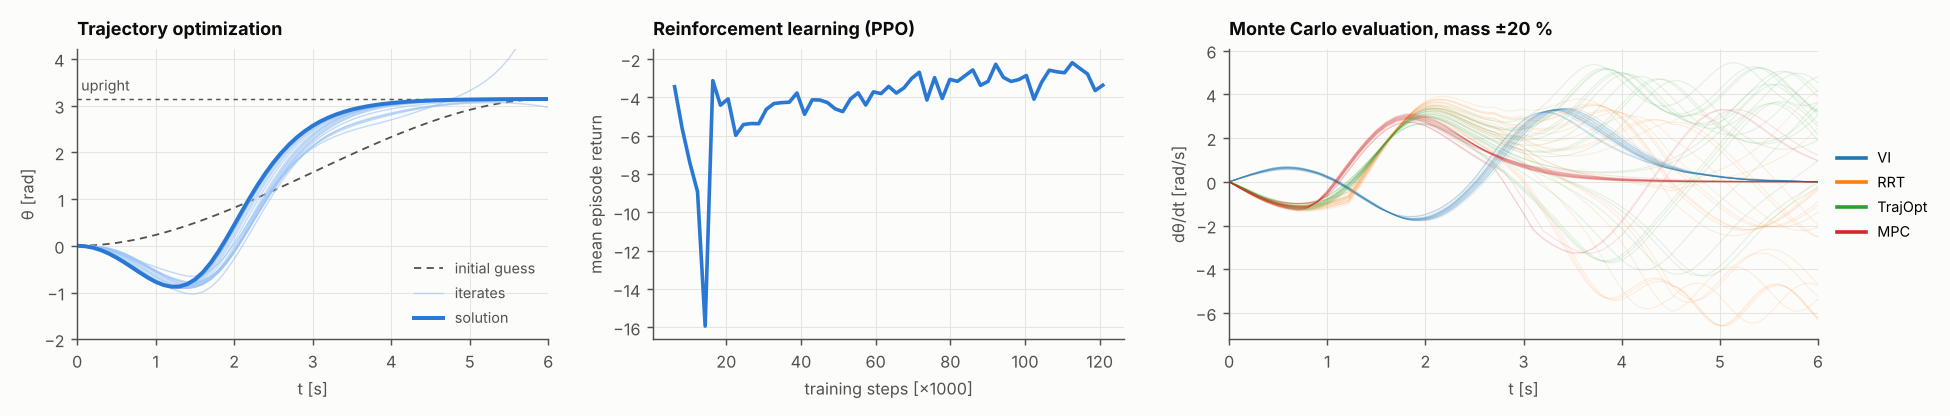 Trajectory optimization
4
3
2
1
0
−1
−2
θ [rad]
upright
initial guess
iterates
solution
0 1 2 3 4 5 6
t [s]
Reinforcement learning (PPO)
−2
−4
−6
−8
−10
−12
−14
−16
mean episode return
20 40 60 80 100 120
training steps [×1000]
Monte Carlo evaluation, mass ±20 %
6
4
2
0
−2
−4
−6
dθ/dt [rad/s]
0 1 2 3 4 5 6
t [s]
VI
RRT
TrajOpt
MPC